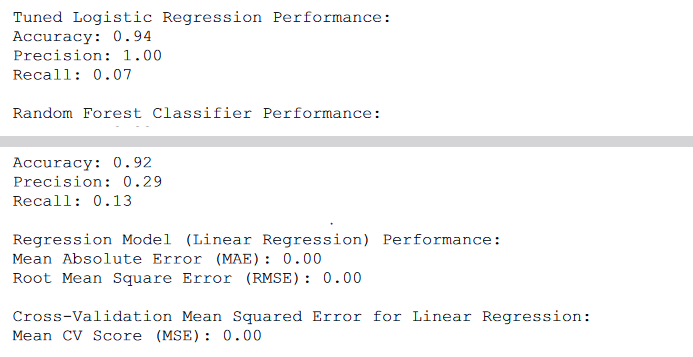 Tuned Logistic Regression Performance:
Accuracy: 0.94
Precision: 1.00
Recall: 0.07
Random Forest Classifier Performance:
Accuracy: 0.92
Precision: 0.29
Recall: 0.13
Regression Model (Linear Regression) Performance:
Mean Absolute Error (MAE): 0.00
Root Mean Square Error (RMSE): 0.00
Cross-Validation Mean Squared Error for Linear Regression:
Mean CV Score (MSE): 0.00